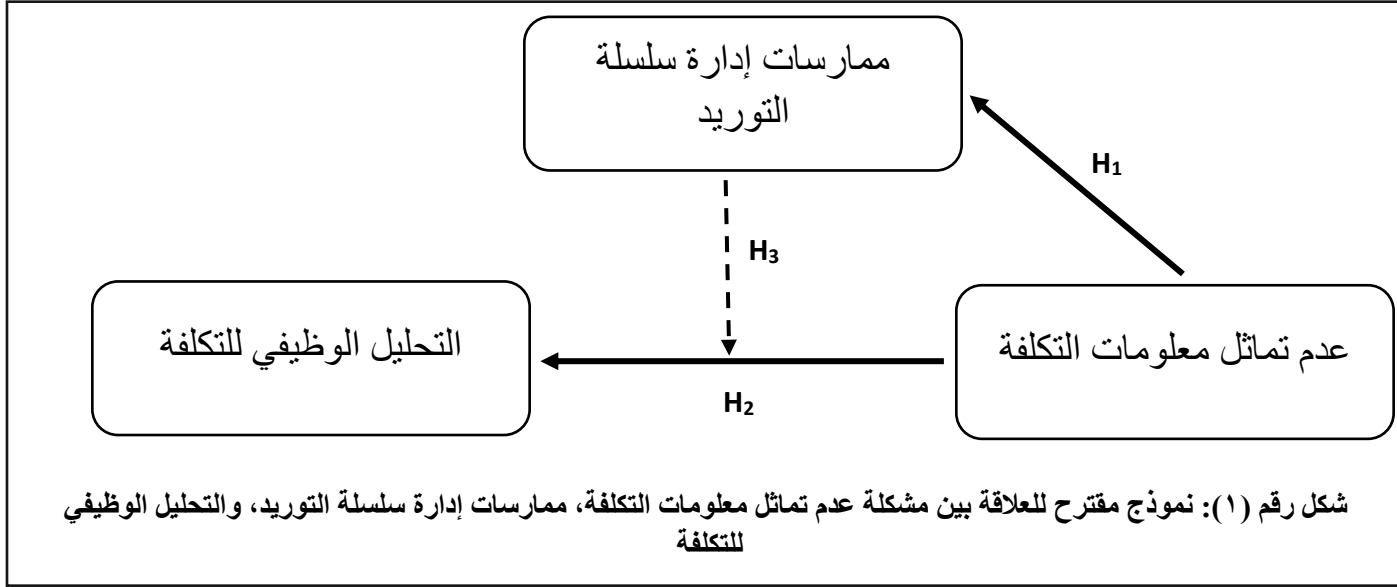 ممارسات إدارة سلسلة
التوريد
H₁
H₃
عدم تماثل معلومات التكلفة
التحليل الوظيفي للتكلفة
H₂
شكل رقم (١): نموذج مقترح للعلاقة بين مشكلة عدم تماثل معلومات التكلفة، ممارسات إدارة سلسلة التوريد، والتحليل الوظيفي
للتكلفة